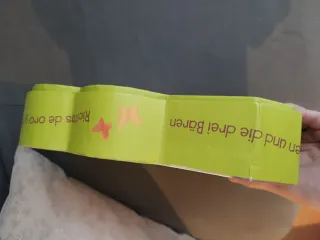 en und die drei Bären
Ricitos de oro y